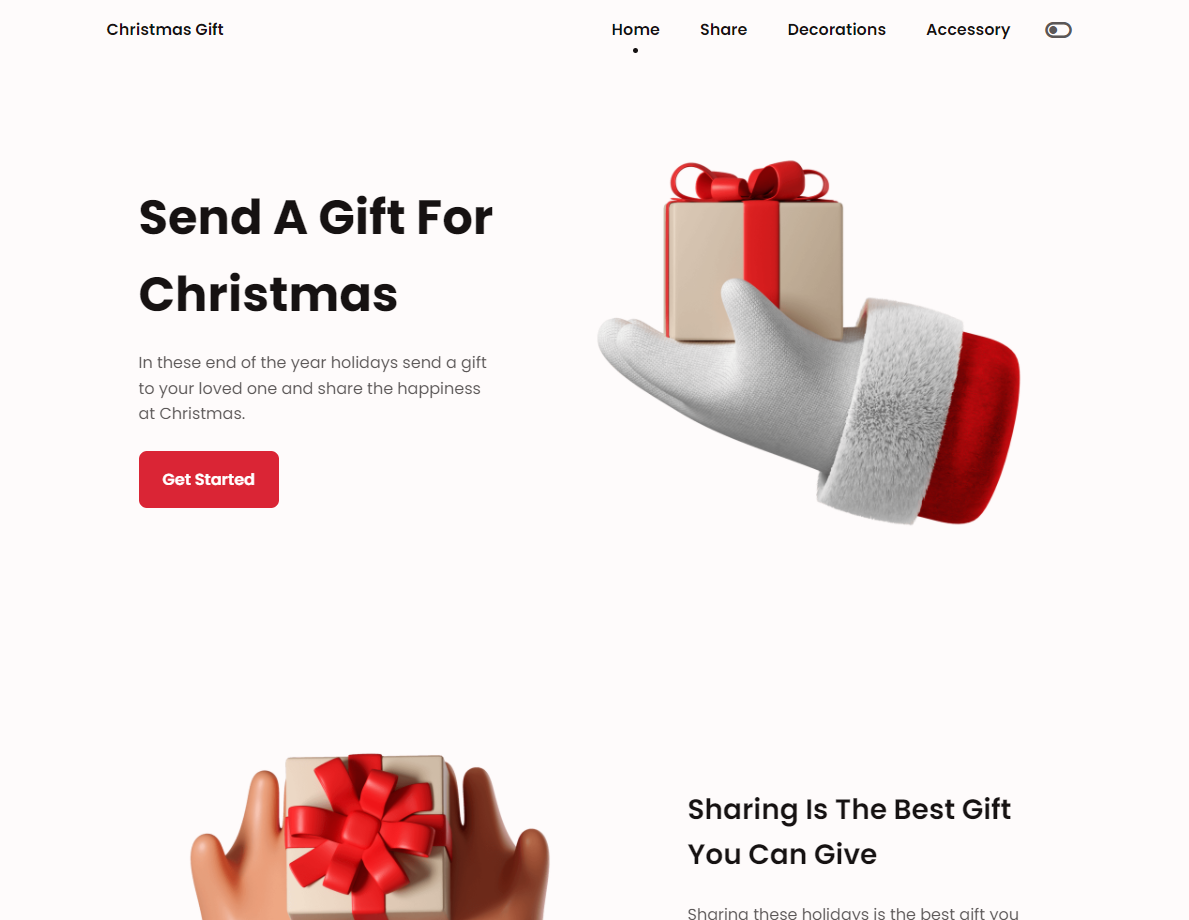 Christmas Gift
Home
Share
Decorations
Accessory
Send A Gift For
Christmas
In these end of the year holidays send a gift
to your loved one and share the happiness
at Christmas.
Get Started
Sharing Is The Best Gift
You Can Give
Sharing these holidays is the best gift you